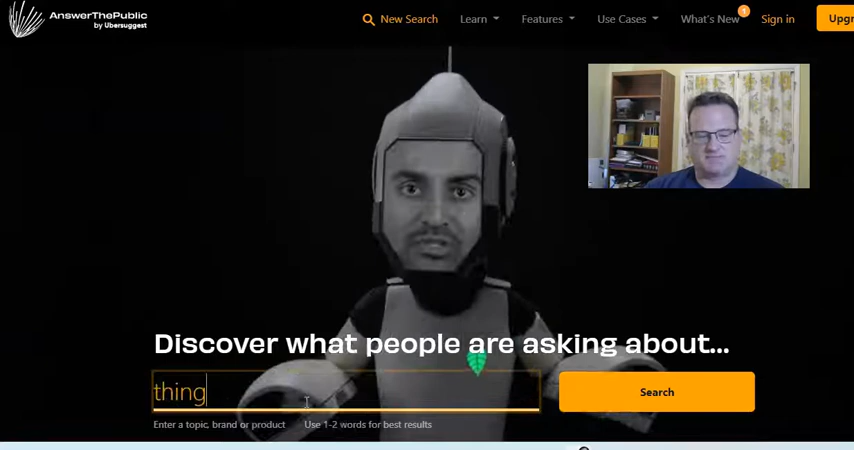 AnswerThePublic
by Ubersuggest
New Search
Learn
Features
Use Cases
What's New
1
Sign in
Upgr
Discover what people are asking about...
thing
Search
Enter a topic, brand or product
Use 1-2 words for best results